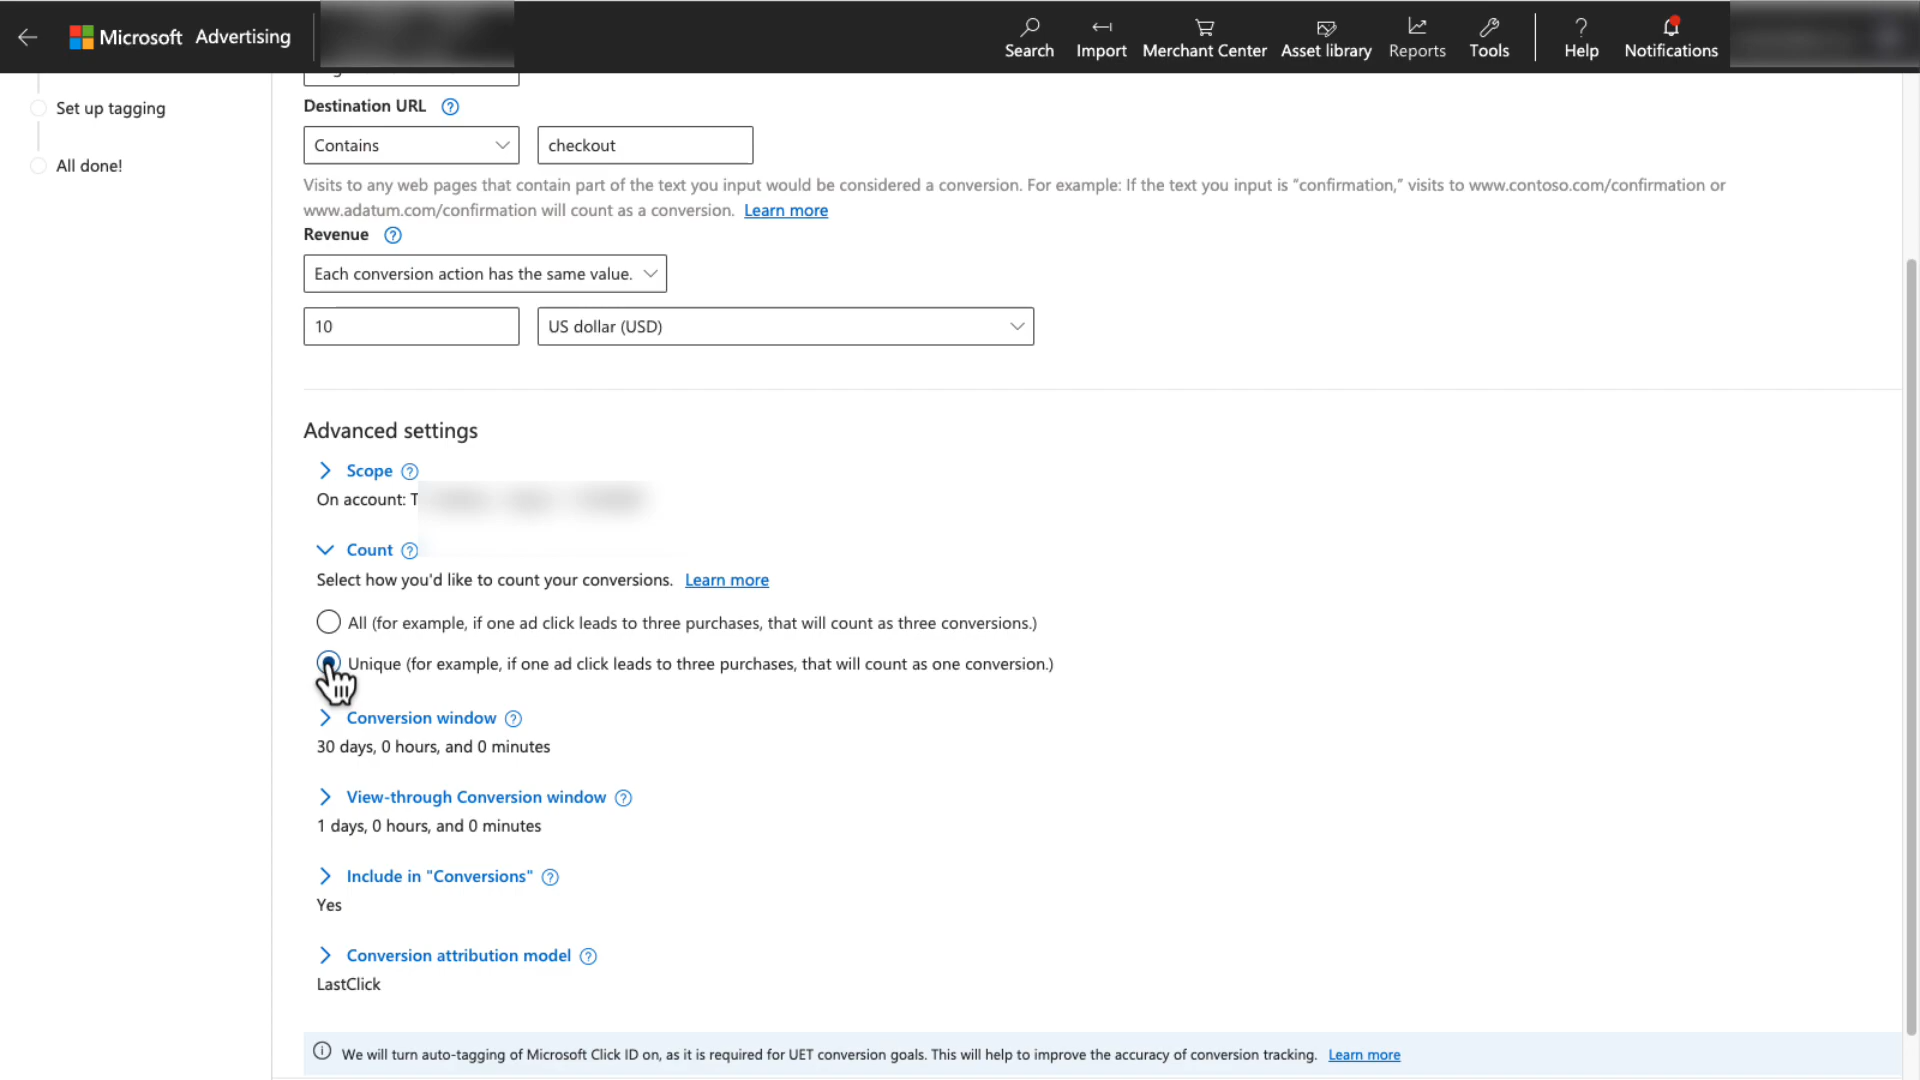 Microsoft Advertising
Search
Import
Merchant Center
Asset library
Reports
Tools
Help
Notifications
Set up tagging
All done!
Destination URL
Contains
checkout
Visits to any web pages that contain part of the text you input would be considered a conversion. For example: If the text you input is “confirmation,” visits to www.contoso.com/confirmation or
www.adatum.com/confirmation will count as a conversion. Learn more
Revenue
Each conversion action has the same value.
10
US dollar (USD)
Advanced settings
Scope
On account: T
Count
Select how you'd like to count your conversions. Learn more
All (for example, if one ad click leads to three purchases, that will count as three conversions.)
Unique (for example, if one ad click leads to three purchases, that will count as one conversion.)
Conversion window
30 days, 0 hours, and 0 minutes
View-through Conversion window
1 days, 0 hours, and 0 minutes
Include in "Conversions"
Yes
Conversion attribution model
LastClick
We will turn auto-tagging of Microsoft Click ID on, as it is required for UET conversion goals. This will help to improve the accuracy of conversion tracking. Learn more